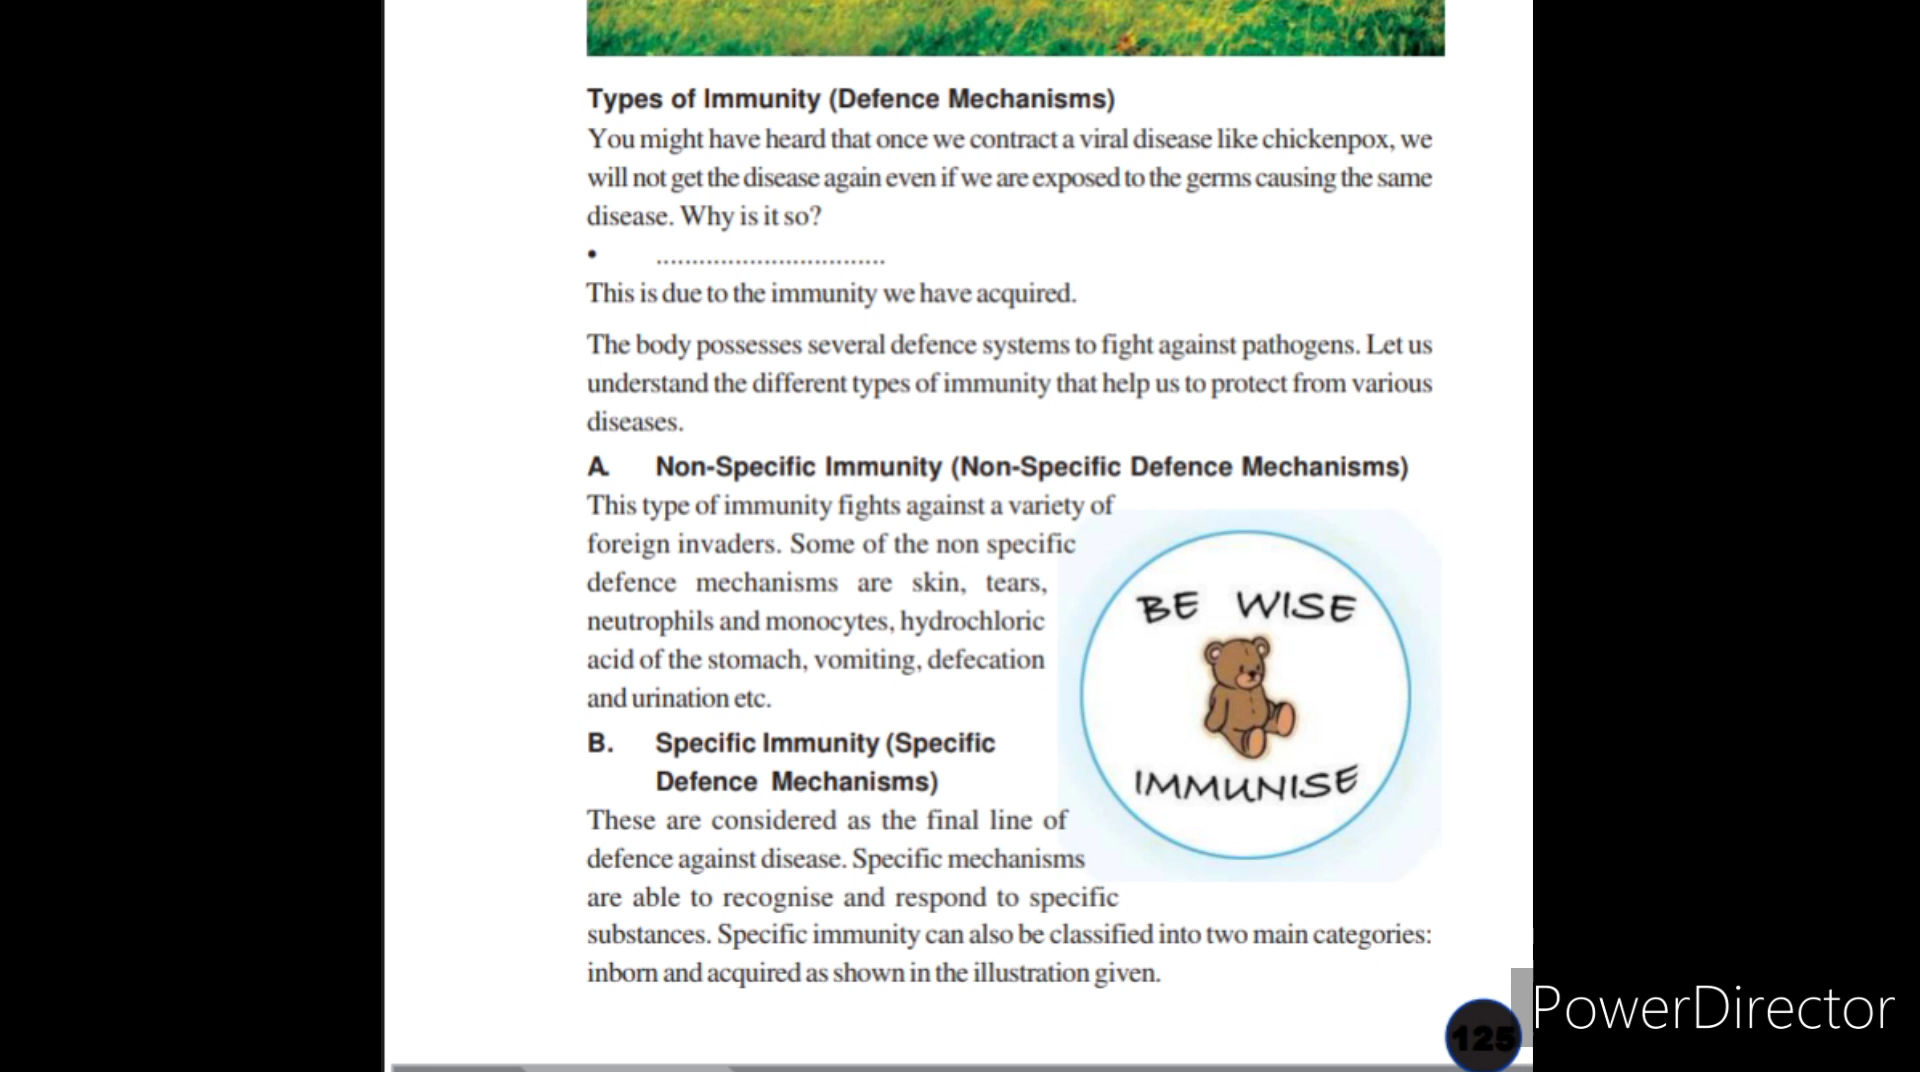 Types of Immunity (Defence Mechanisms)
You might have heard that once we contract a viral disease like chickenpox, we
will not get the disease again even if we are exposed to the germs causing the same
disease. Why is it so?
• ................................
This is due to the immunity we have acquired.
The body possesses several defence systems to fight against pathogens. Let us
understand the different types of immunity that help us to protect from various
diseases.
A. Non-Specific Immunity (Non-Specific Defence Mechanisms)
This type of immunity fights against a variety of
foreign invaders. Some of the non specific
defence mechanisms are skin, tears,
neutrophils and monocytes, hydrochloric
acid of the stomach, vomiting, defecation
and urination etc.
BE WISE
IMMUNISE
B. Specific Immunity (Specific
Defence Mechanisms)
These are considered as the final line of
defence against disease. Specific mechanisms
are able to recognise and respond to specific
substances. Specific immunity can also be classified into two main categories:
inborn and acquired as shown in the illustration given.
125
PowerDirector